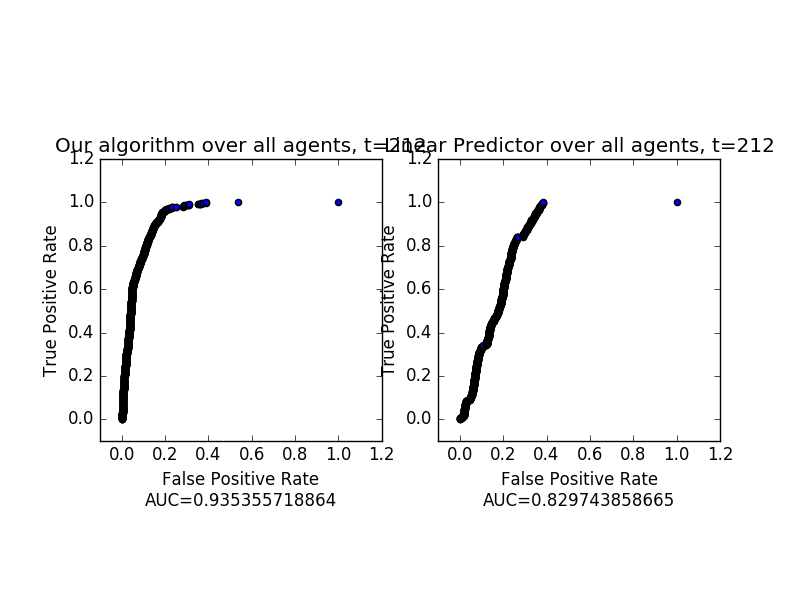 Our algorithm over all agents, t=212
Linear Predictor over all agents, t=212
True Positive Rate
1.2
1.0
0.8
0.6
0.4
0.2
0.0
0.0 0.2 0.4 0.6 0.8 1.0 1.2
False Positive Rate
AUC=0.935355718864
True Positive Rate
1.2
1.0
0.8
0.6
0.4
0.2
0.0
0.0 0.2 0.4 0.6 0.8 1.0 1.2
False Positive Rate
AUC=0.829743858665